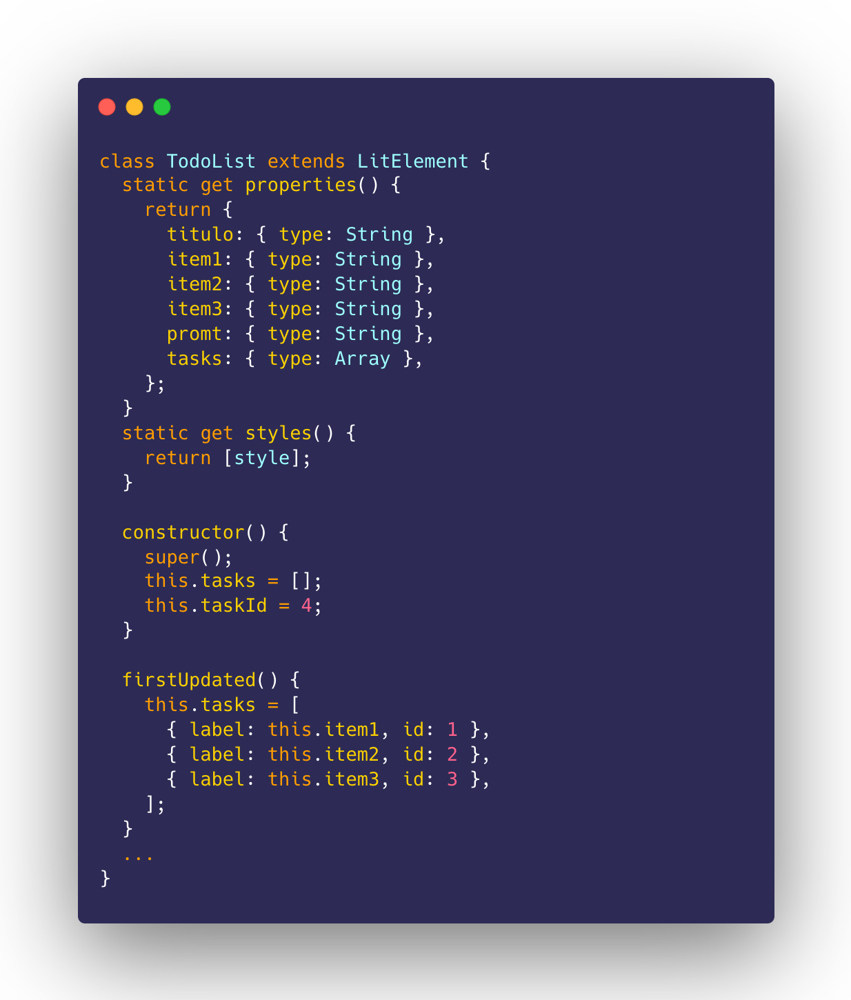 class TodoList extends LitElement {
  static get properties() {
    return {
      titulo: { type: String },
      item1: { type: String },
      item2: { type: String },
      item3: { type: String },
      promt: { type: String },
      tasks: { type: Array },
    };
  }
  static get styles() {
    return [style];
  }

  constructor() {
    super();
    this.tasks = [];
    this.taskId = 4;
  }

  firstUpdated() {
    this.tasks = [
      { label: this.item1, id: 1 },
      { label: this.item2, id: 2 },
      { label: this.item3, id: 3 },
    ];
  }
  ...
}